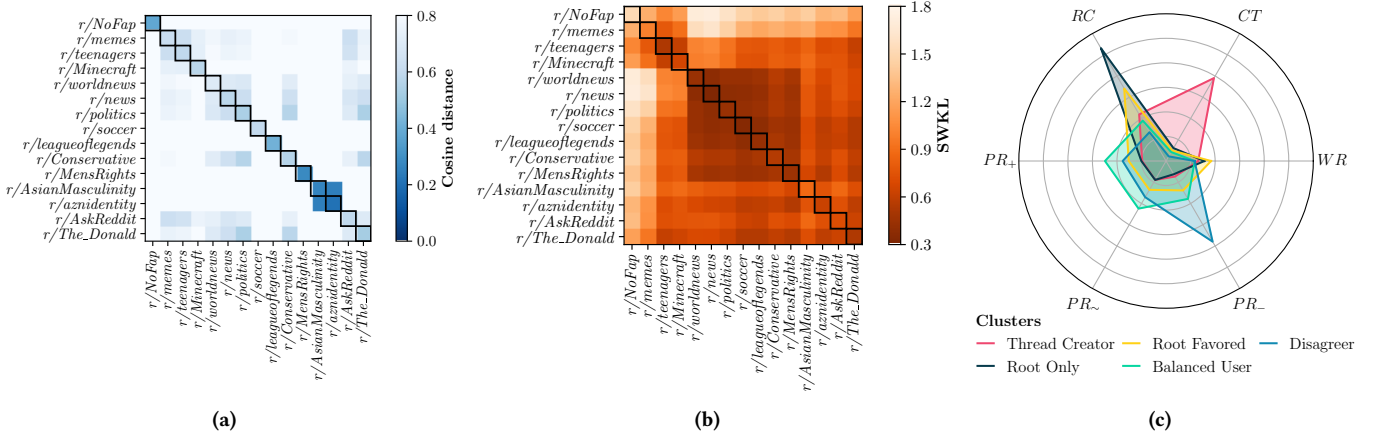 r/NoFap
r/memes
r/teenagers
r/Minecraft
r/worldnews
r/news
r/politics
r/soccer
r/leagueoflegends
r/Conservative
r/MensRights
r/AsianMasculinity
r/aznidentity
r/AskReddit
r/The_Donald
r/NoFap
r/memes
r/teenagers
r/Minecraft
r/worldnews
r/news
r/politics
r/soccer
r/leagueoflegends
r/Conservative
r/MensRights
r/AsianMasculinity
r/aznidentity
r/AskReddit
r/The_Donald
0.8
0.6
0.4
0.2
0.0
Cosine distance
(a)
r/NoFap
r/memes
r/teenagers
r/Minecraft
r/worldnews
r/news
r/politics
r/soccer
r/leagueoflegends
r/Conservative
r/MensRights
r/AsianMasculinity
r/aznidentity
r/AskReddit
r/The_Donald
r/NoFap
r/memes
r/teenagers
r/Minecraft
r/worldnews
r/news
r/politics
r/soccer
r/leagueoflegends
r/Conservative
r/MensRights
r/AsianMasculinity
r/aznidentity
r/AskReddit
r/The_Donald
1.8
1.5
1.2
0.9
0.6
0.3
SWKL
(b)
RC CT
PR+ WR
PR~ PR−
Clusters
Thread Creator Root Favored Disagreer
Root Only Balanced User
(c)